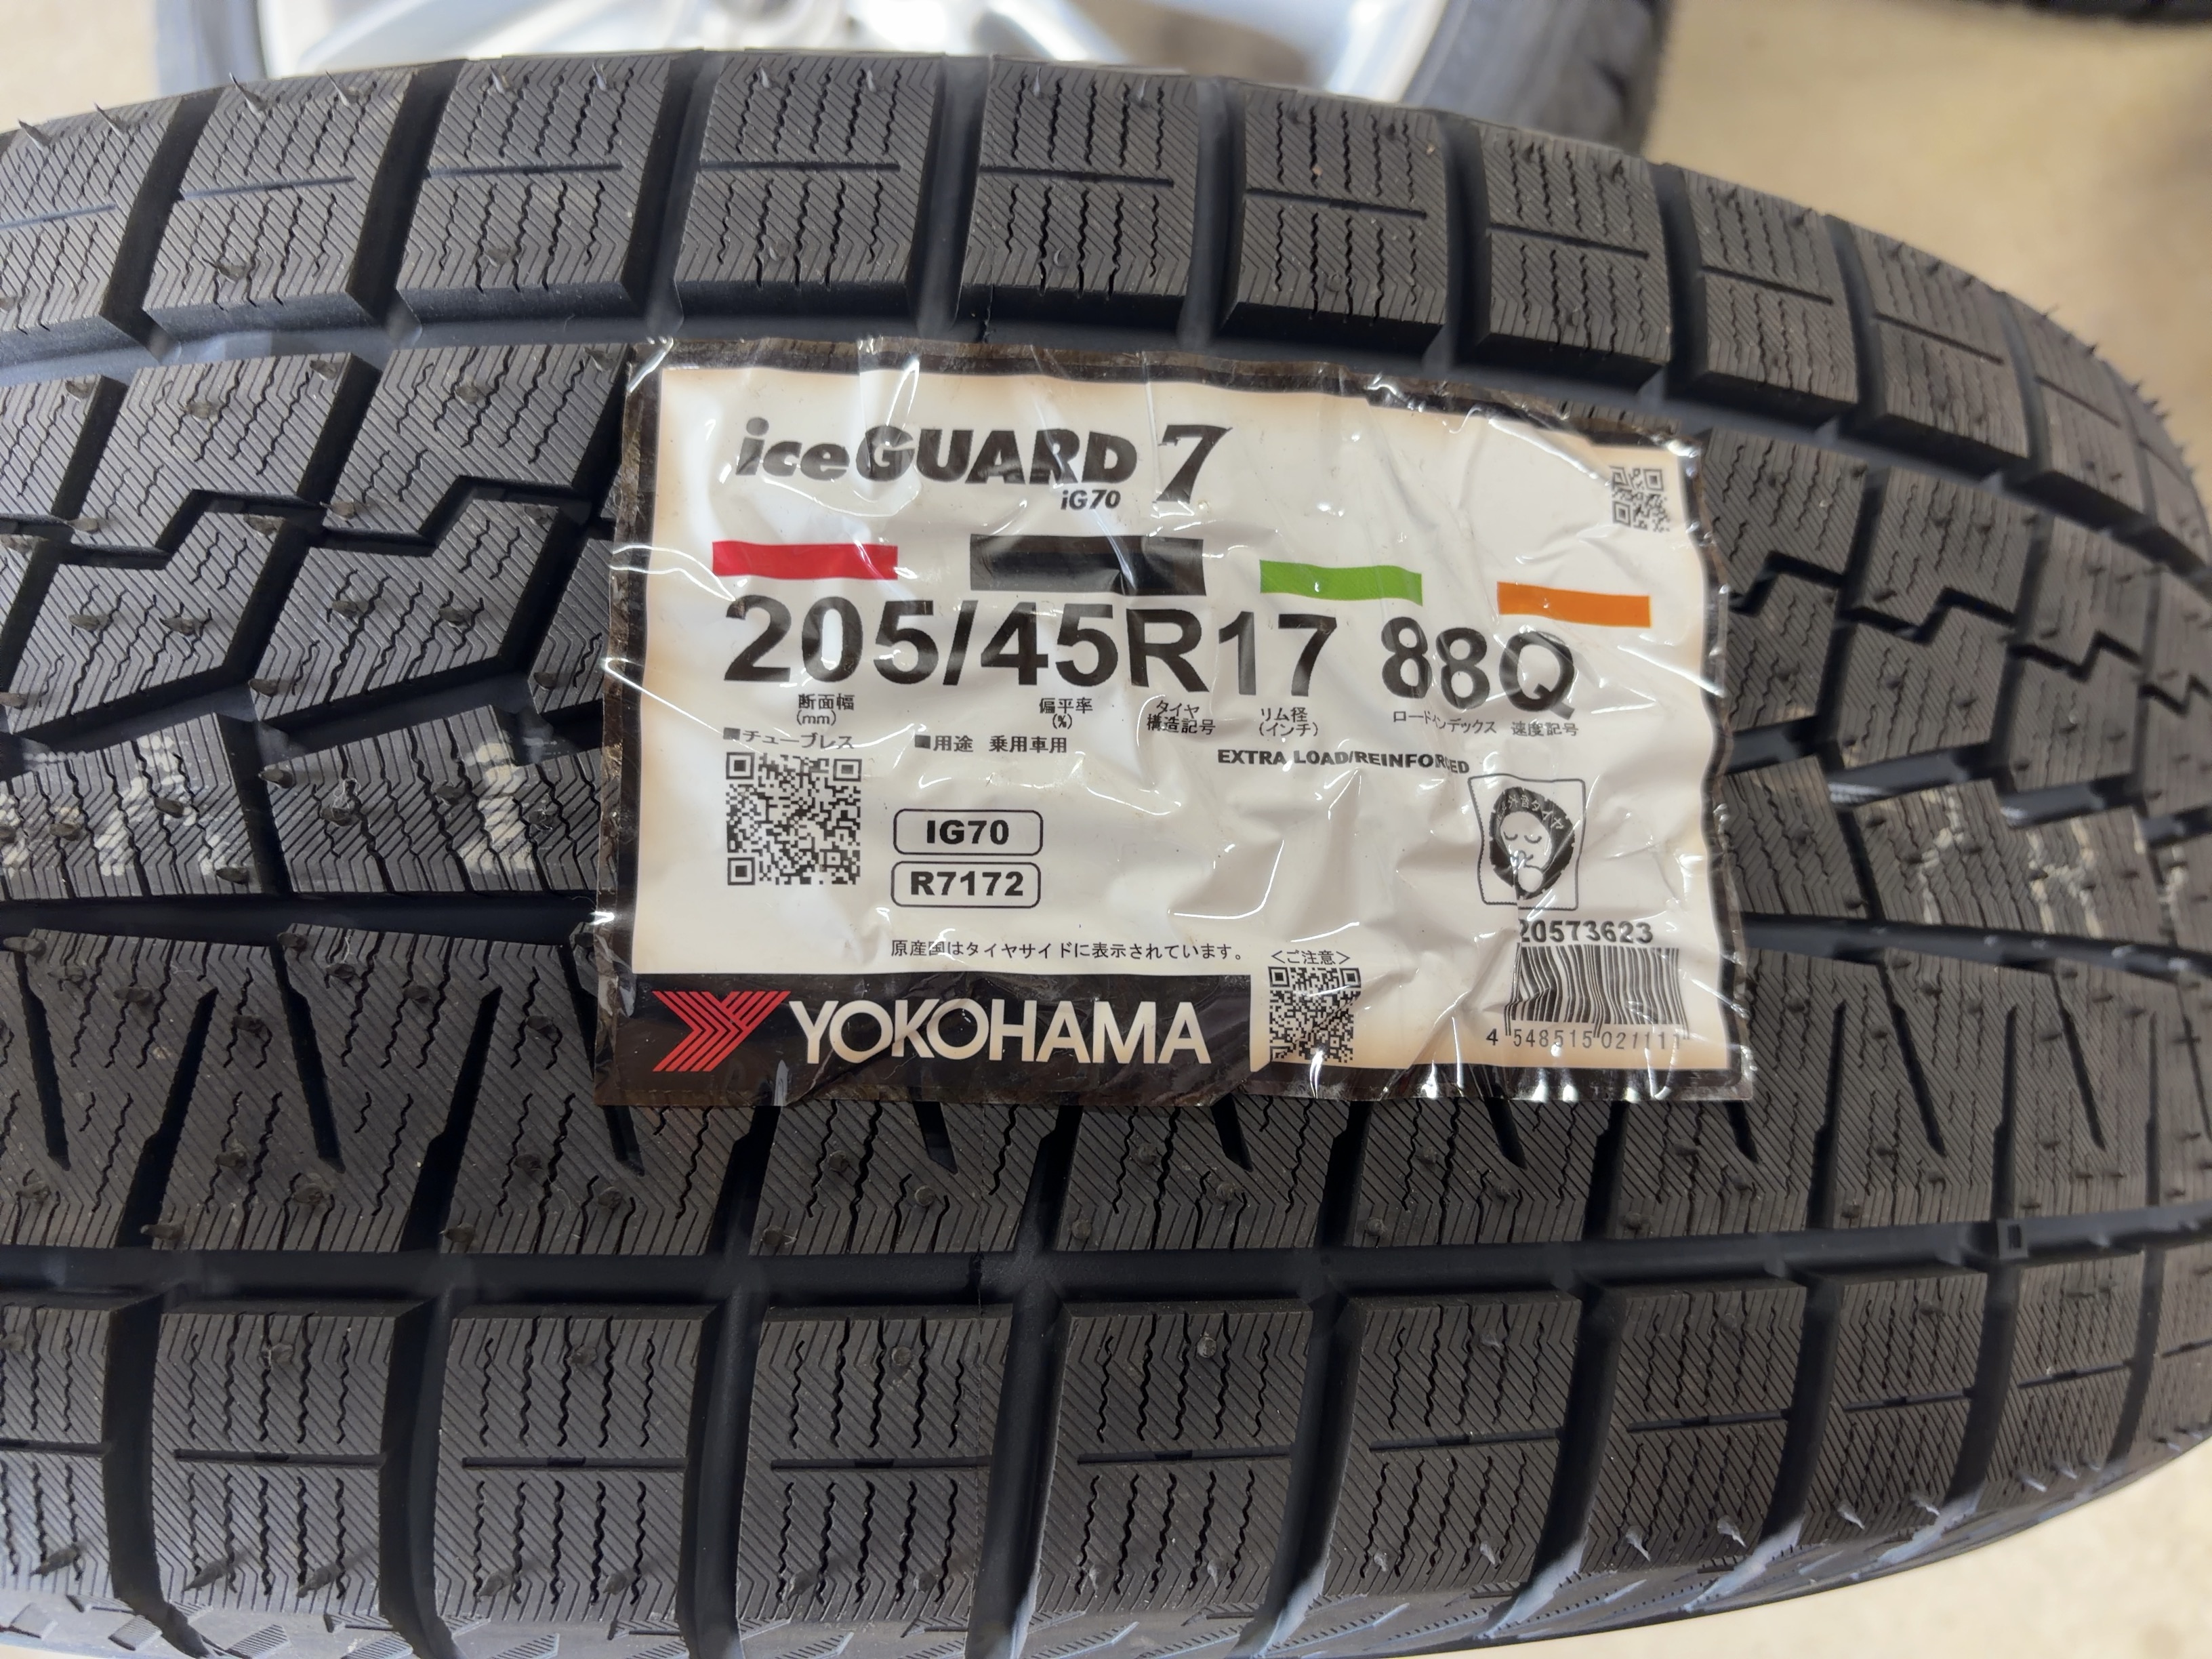 iceGUARD 7
iG70
205/45R17 88Q
断面幅 (mm) 偏平率 (%) タイヤ構造記号 リム径 (インチ) ロードインデックス 速度記号
■チューブレス ■用途 乗用車用
EXTRA LOAD/REINFORCED
IG70
R7172
20573623
原産国はタイヤサイドに表示されています。
<ご注意>
YOKOHAMA